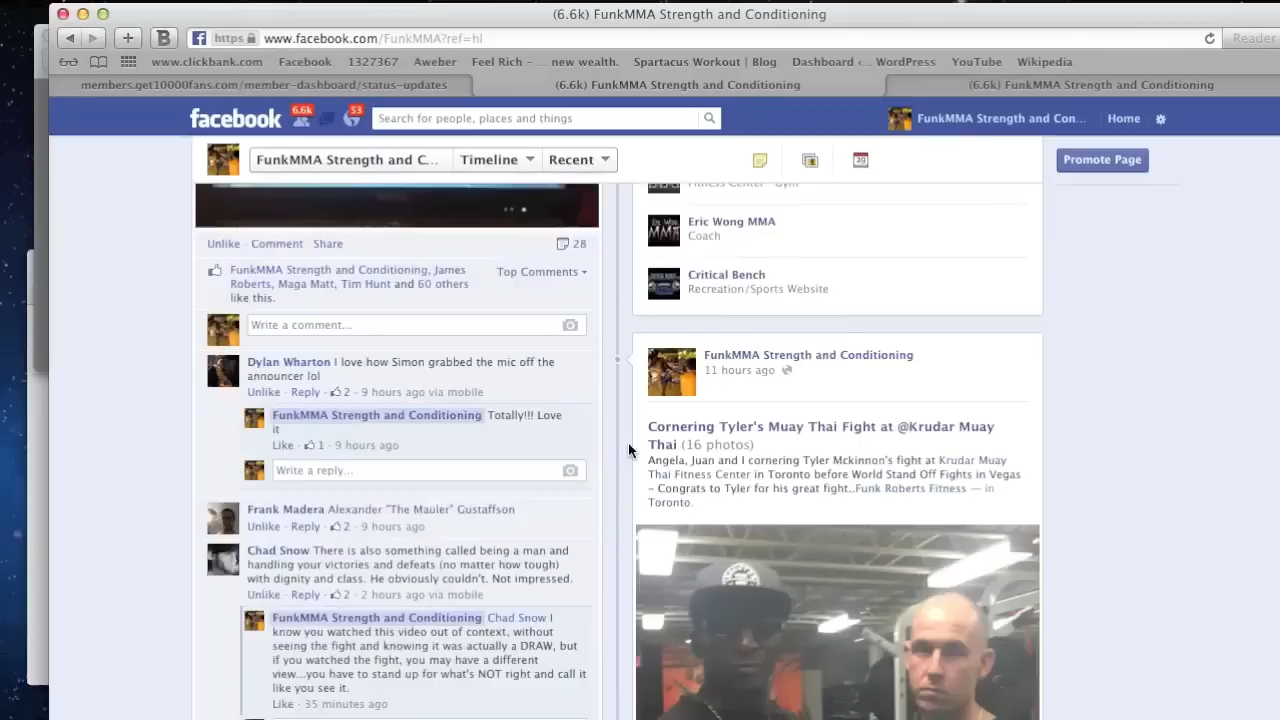 (6.6k) FunkMMA Strength and Conditioning
https www.facebook.com/FunkMMA?ref=hl
Reader
www.clickbank.com Facebook 1327367 Aweber Feel Rich – ... new wealth. Spartacus Workout | Blog Dashboard ‹... WordPress YouTube Wikipedia
members.get10000fans.com/member-dashboard/status-updates
(6.6k) FunkMMA Strength and Conditioning
(6.6k) FunkMMA Strength and Conditioning
facebook
6.6k
53
Search for people, places and things
FunkMMA Strength and Con...
Home
FunkMMA Strength and C...
Timeline
Recent
29
Promote Page
Unlike · Comment · Share
28
FunkMMA Strength and Conditioning, James
Roberts, Maga Matt, Tim Hunt and 60 others
like this.
Top Comments
Write a comment...
Dylan Wharton I love how Simon grabbed the mic off the
announcer lol
Unlike · Reply · 2 · 9 hours ago via mobile
FunkMMA Strength and Conditioning Totally!!! Love
it
Like · 1 · 9 hours ago
Write a reply...
Frank Madera Alexander "The Mauler" Gustaffson
Unlike · Reply · 2 · 9 hours ago
Chad Snow There is also something called being a man and
handling your victories and defeats (no matter how tough)
with dignity and class. He obviously couldn't. Not impressed.
Unlike · Reply · 2 · 2 hours ago via mobile
FunkMMA Strength and Conditioning Chad Snow I
know you watched this video out of context, without
seeing the fight and knowing it was actually a DRAW, but
if you watched the fight, you may have a different
view...you have to stand up for what's NOT right and call it
like you see it.
Like · 35 minutes ago
Fitness Center · Gym
Eric Wong MMA
Coach
Critical Bench
Recreation/Sports Website
FunkMMA Strength and Conditioning
11 hours ago
Cornering Tyler's Muay Thai Fight at @Krudar Muay
Thai (16 photos)
Angela, Juan and I cornering Tyler Mckinnon's fight at Krudar Muay
Thai Fitness Center in Toronto before World Stand Off Fights in Vegas
– Congrats to Tyler for his great fight..Funk Roberts Fitness — in
Toronto.